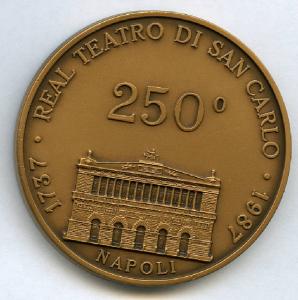 1737 · REAL TEATRO DI SAN CARLO · 1987
250°
NAPOLI